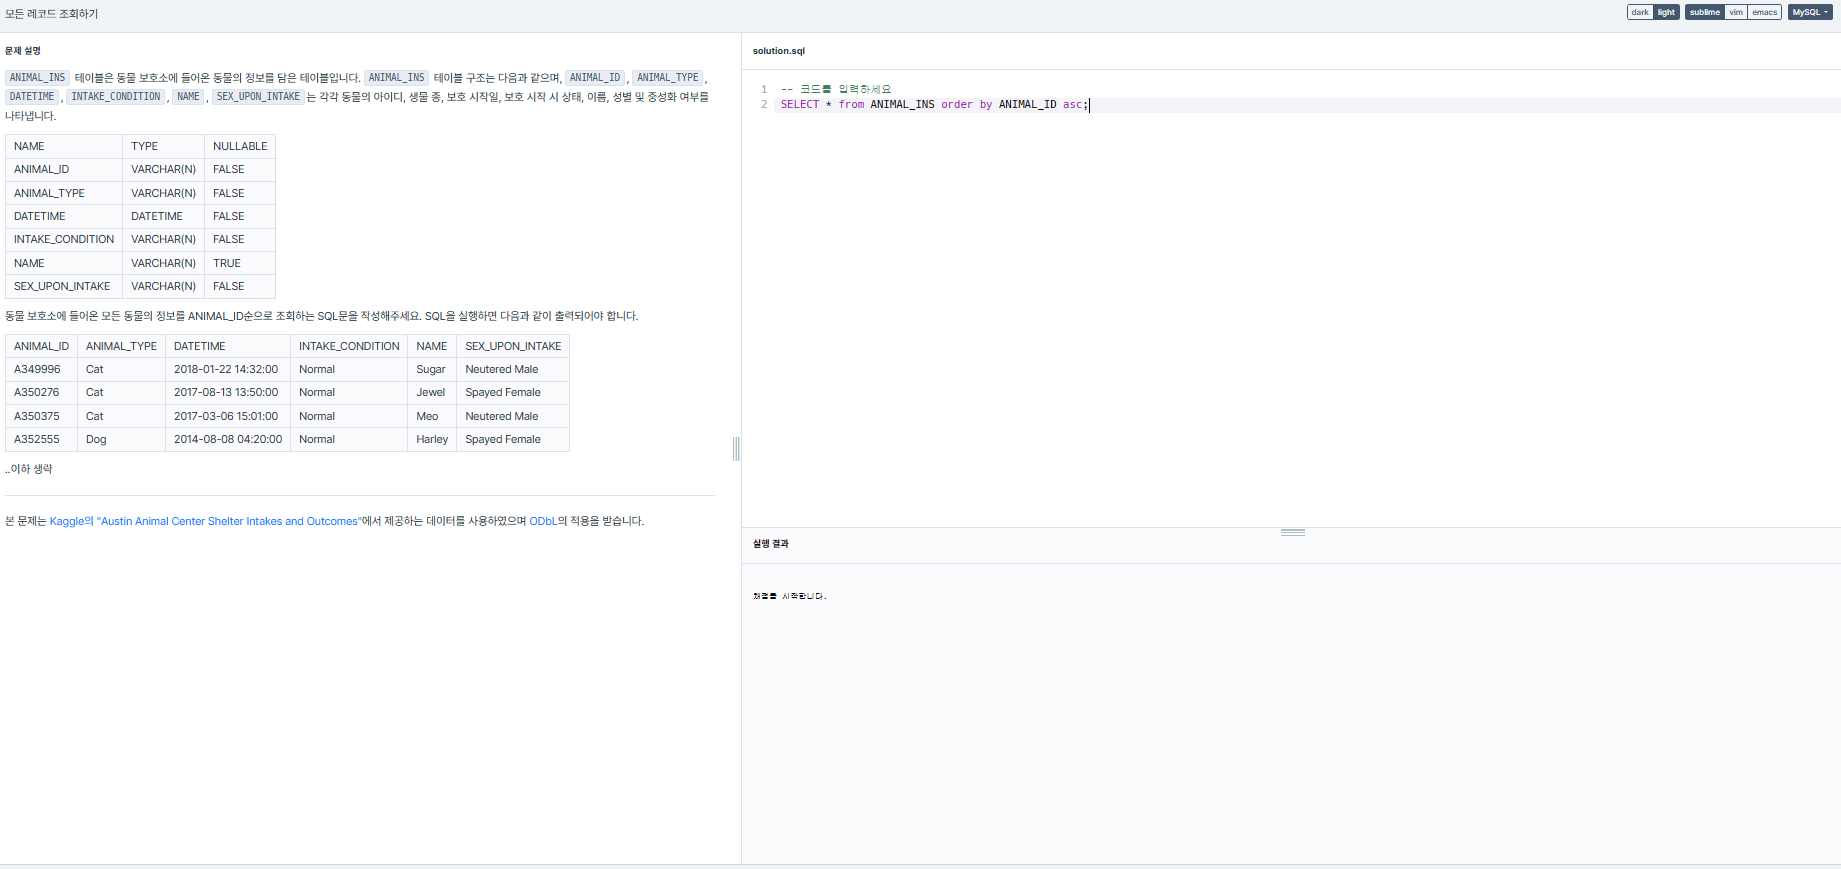 모든 레코드 조회하기
dark light sublime vim emacs MySQL
문제 설명
ANIMAL_INS 테이블은 동물 보호소에 들어온 동물의 정보를 담은 테이블입니다. ANIMAL_INS 테이블 구조는 다음과 같으며, ANIMAL_ID, ANIMAL_TYPE,
DATETIME, INTAKE_CONDITION, NAME, SEX_UPON_INTAKE는 각각 동물의 아이디, 생물 종, 보호 시작일, 보호 시작 시 상태, 이름, 성별 및 중성화 여부를
나타냅니다.
NAME TYPE NULLABLE
ANIMAL_ID VARCHAR(N) FALSE
ANIMAL_TYPE VARCHAR(N) FALSE
DATETIME DATETIME FALSE
INTAKE_CONDITION VARCHAR(N) FALSE
NAME VARCHAR(N) TRUE
SEX_UPON_INTAKE VARCHAR(N) FALSE
동물 보호소에 들어온 모든 동물의 정보를 ANIMAL_ID순으로 조회하는 SQL문을 작성해주세요. SQL을 실행하면 다음과 같이 출력되어야 합니다.
ANIMAL_ID ANIMAL_TYPE DATETIME INTAKE_CONDITION NAME SEX_UPON_INTAKE
A349996 Cat 2018-01-22 14:32:00 Normal Sugar Neutered Male
A350276 Cat 2017-08-13 13:50:00 Normal Jewel Spayed Female
A350375 Cat 2017-03-06 15:01:00 Normal Meo Neutered Male
A352555 Dog 2014-08-08 04:20:00 Normal Harley Spayed Female
..이하 생략
본 문제는 Kaggle의 "Austin Animal Center Shelter Intakes and Outcomes"에서 제공하는 데이터를 사용하였으며 ODbL의 적용을 받습니다.
solution.sql
1 -- 코드를 입력하세요
2 SELECT * from ANIMAL_INS order by ANIMAL_ID asc;
실행 결과
채점을 시작합니다.